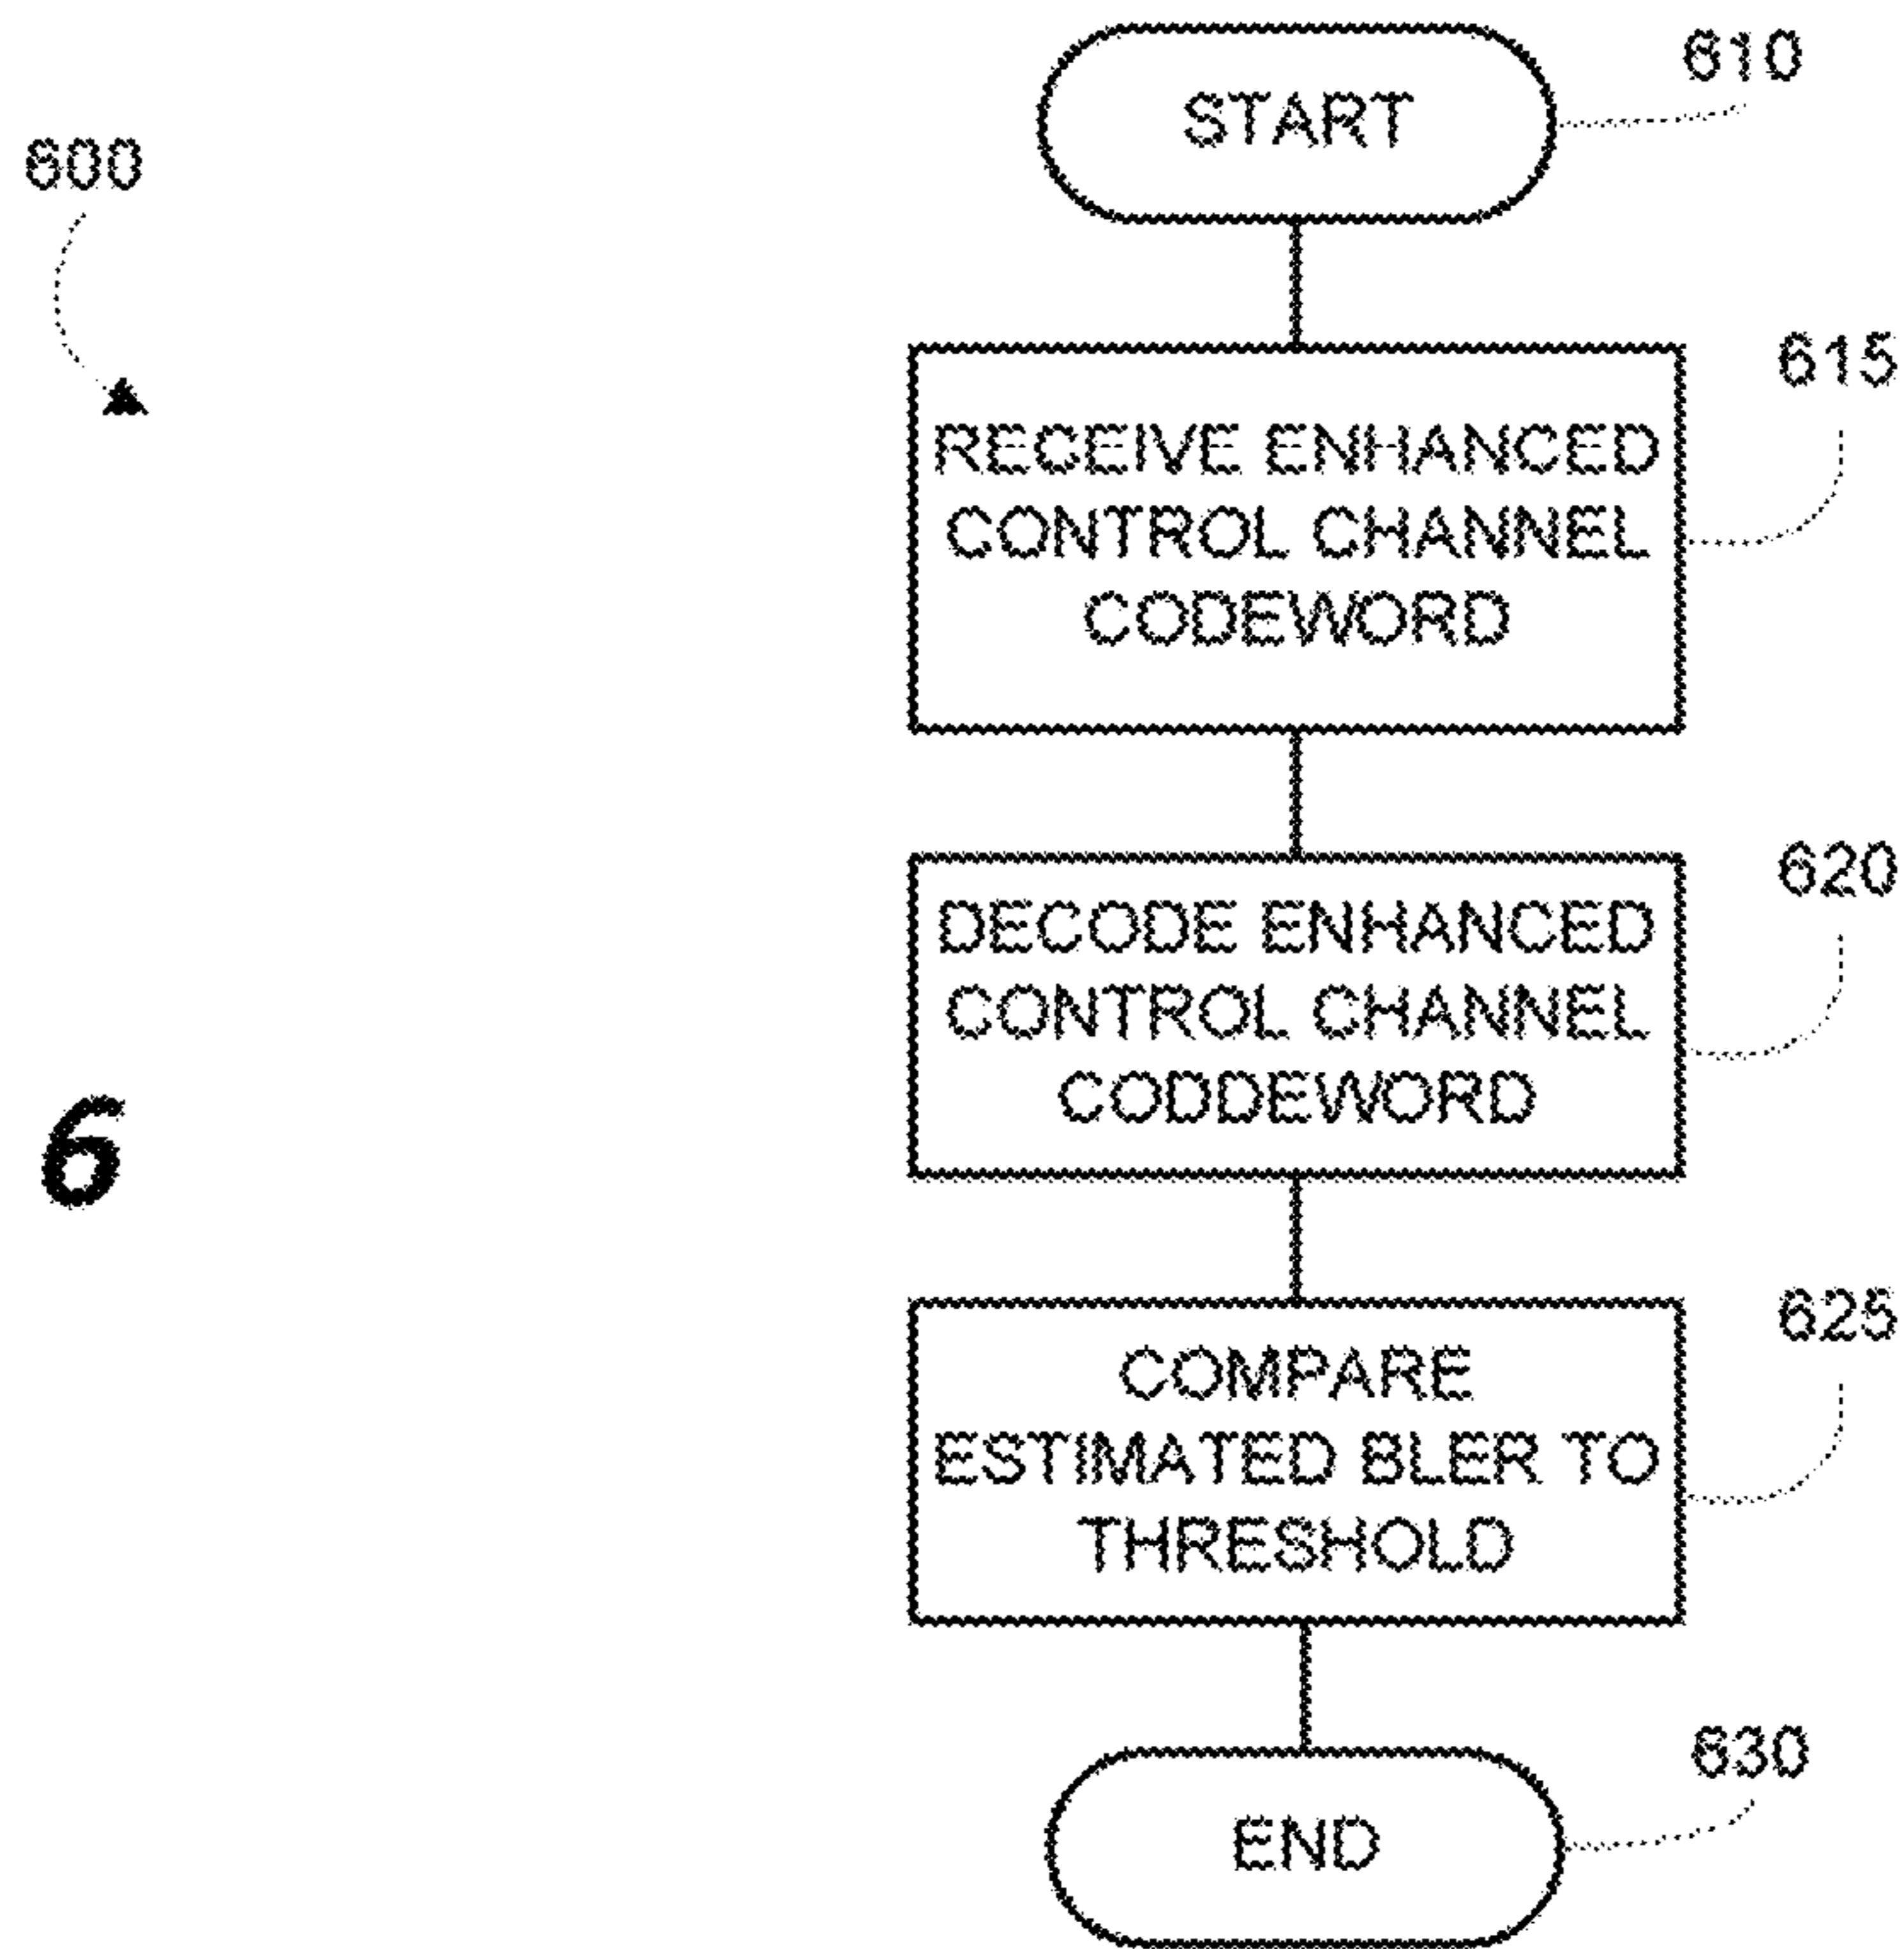 610
START
600
615
RECEIVE ENHANCED
CONTROL CHANNEL
CODEWORD
620
DECODE ENHANCED
CONTROL CHANNEL
CODDEWORD
6
625
COMPARE
ESTIMATED BLER TO
THRESHOLD
630
END